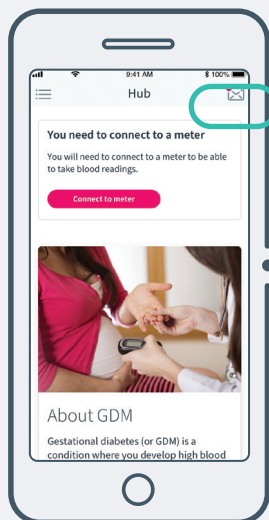 9:41 AM
100%
Hub
You need to connect to a meter
You will need to connect to a meter to be able
to take blood readings.
Connect to meter
About GDM
Gestational diabetes (or GDM) is a
condition where you develop high blood